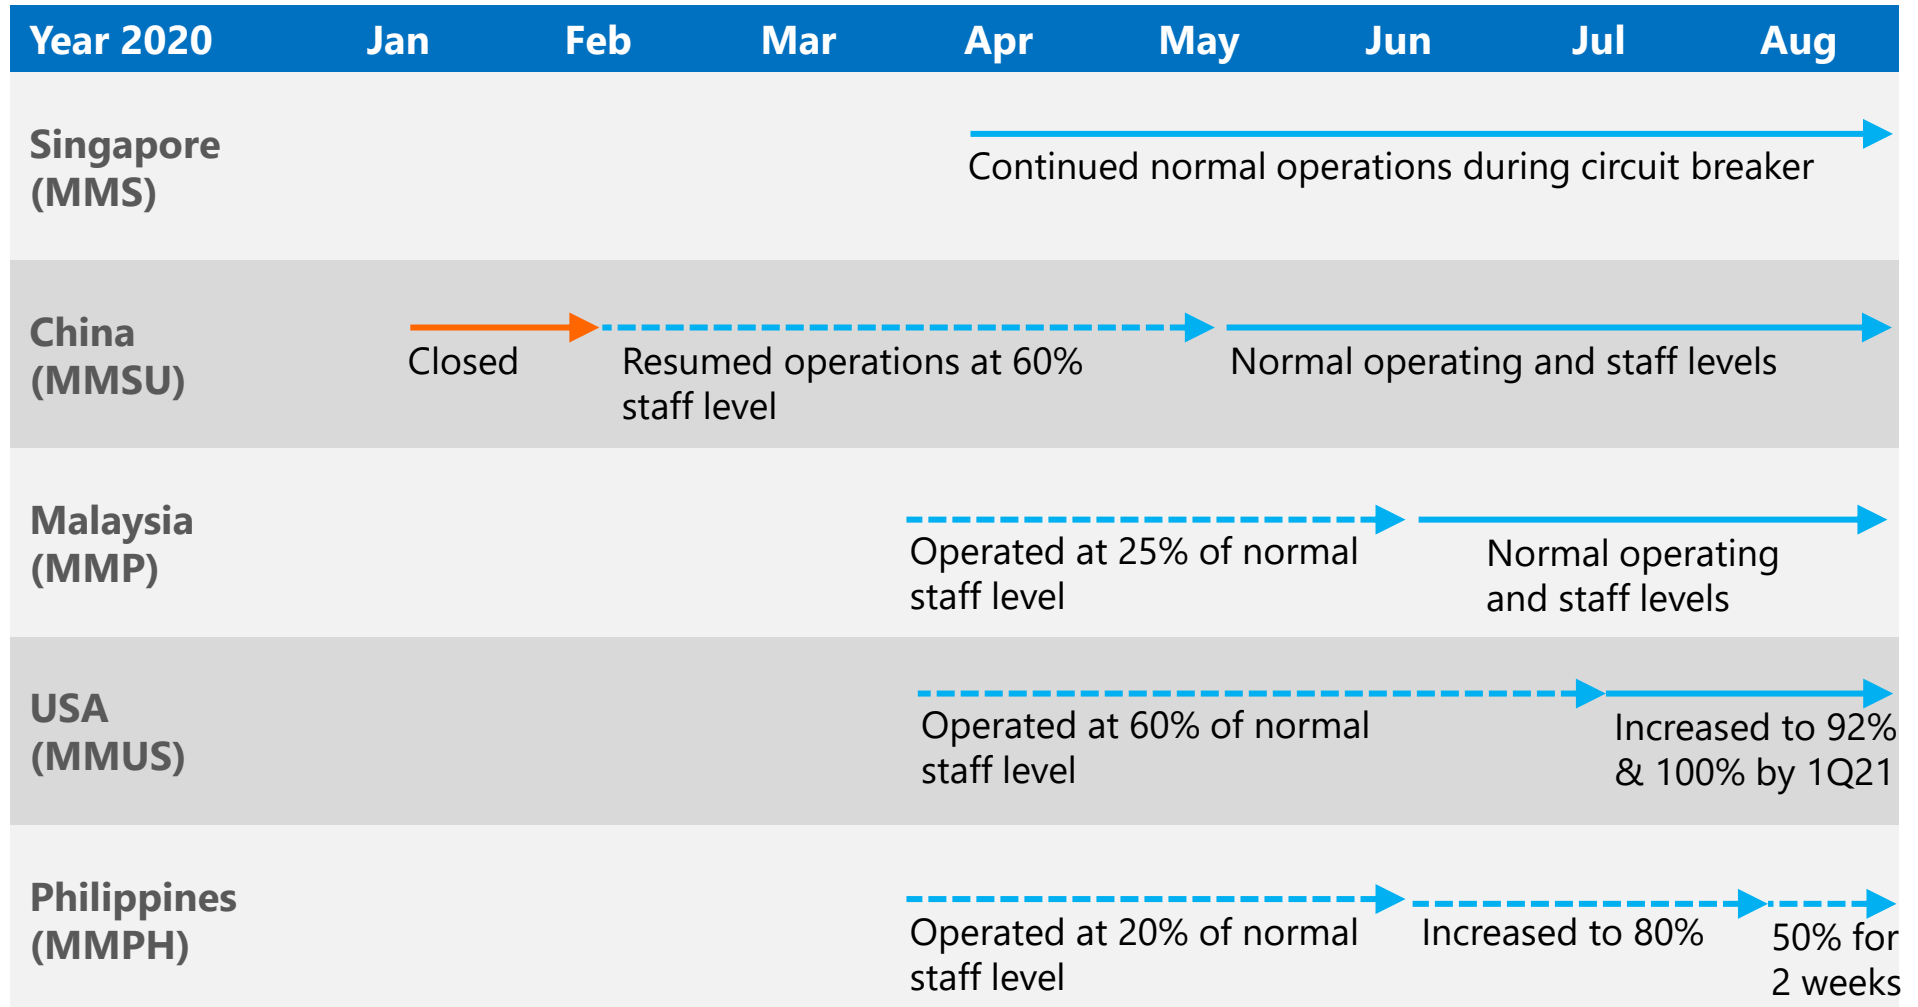 Year 2020 Jan Feb Mar Apr May Jun Jul Aug
Singapore
(MMS)
Continued normal operations during circuit breaker
China
(MMSU)
Closed
Resumed operations at 60%
staff level
Normal operating and staff levels
Malaysia
(MMP)
Operated at 25% of normal
staff level
Normal operating
and staff levels
USA
(MMUS)
Operated at 60% of normal
staff level
Increased to 92%
& 100% by 1Q21
Philippines
(MMPH)
Operated at 20% of normal
staff level
Increased to 80%
50% for
2 weeks